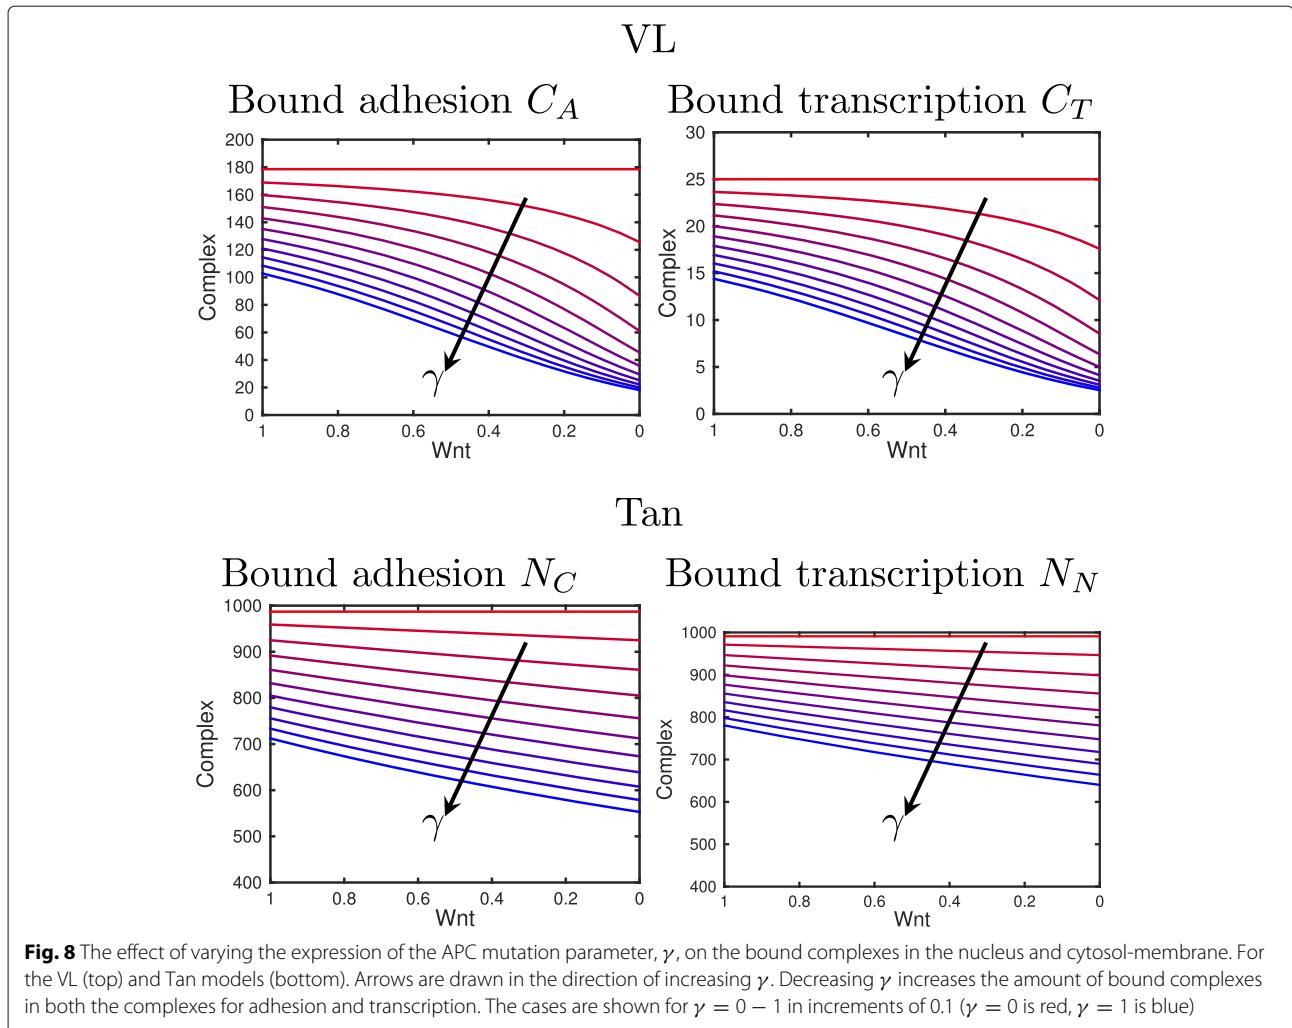 VL
Bound adhesion C_A
Bound transcription C_T
200
180
160
140
120
100
80
60
40
20
0
Complex
γ
1 0.8 0.6 0.4 0.2 0
Wnt
30
25
20
15
10
5
0
Complex
γ
1 0.8 0.6 0.4 0.2 0
Wnt
Tan
Bound adhesion N_C
Bound transcription N_N
1000
900
800
700
600
500
400
Complex
γ
1 0.8 0.6 0.4 0.2 0
Wnt
1000
900
800
700
600
500
400
Complex
γ
1 0.8 0.6 0.4 0.2 0
Wnt
Fig. 8 The effect of varying the expression of the APC mutation parameter, γ, on the bound complexes in the nucleus and cytosol-membrane. For
the VL (top) and Tan models (bottom). Arrows are drawn in the direction of increasing γ. Decreasing γ increases the amount of bound complexes
in both the complexes for adhesion and transcription. The cases are shown for γ = 0 − 1 in increments of 0.1 (γ = 0 is red, γ = 1 is blue)